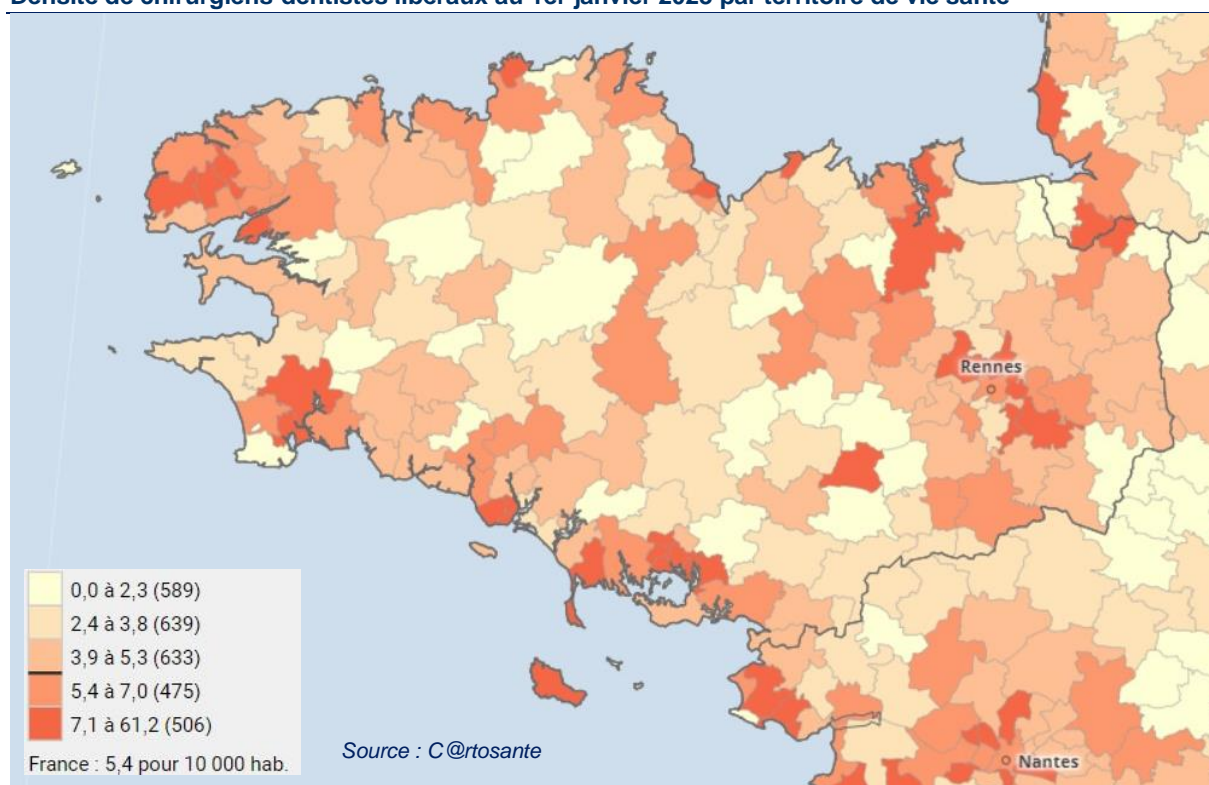 Densité de chirurgiens-dentistes libéraux au 1er janvier 2023 par territoire de vie santé
Rennes
0,0 à 2,3 (589)
2,4 à 3,8 (639)
3,9 à 5,3 (633)
5,4 à 7,0 (475)
7,1 à 61,2 (506)
France : 5,4 pour 10 000 hab.
Source : C@rtosante
Nantes